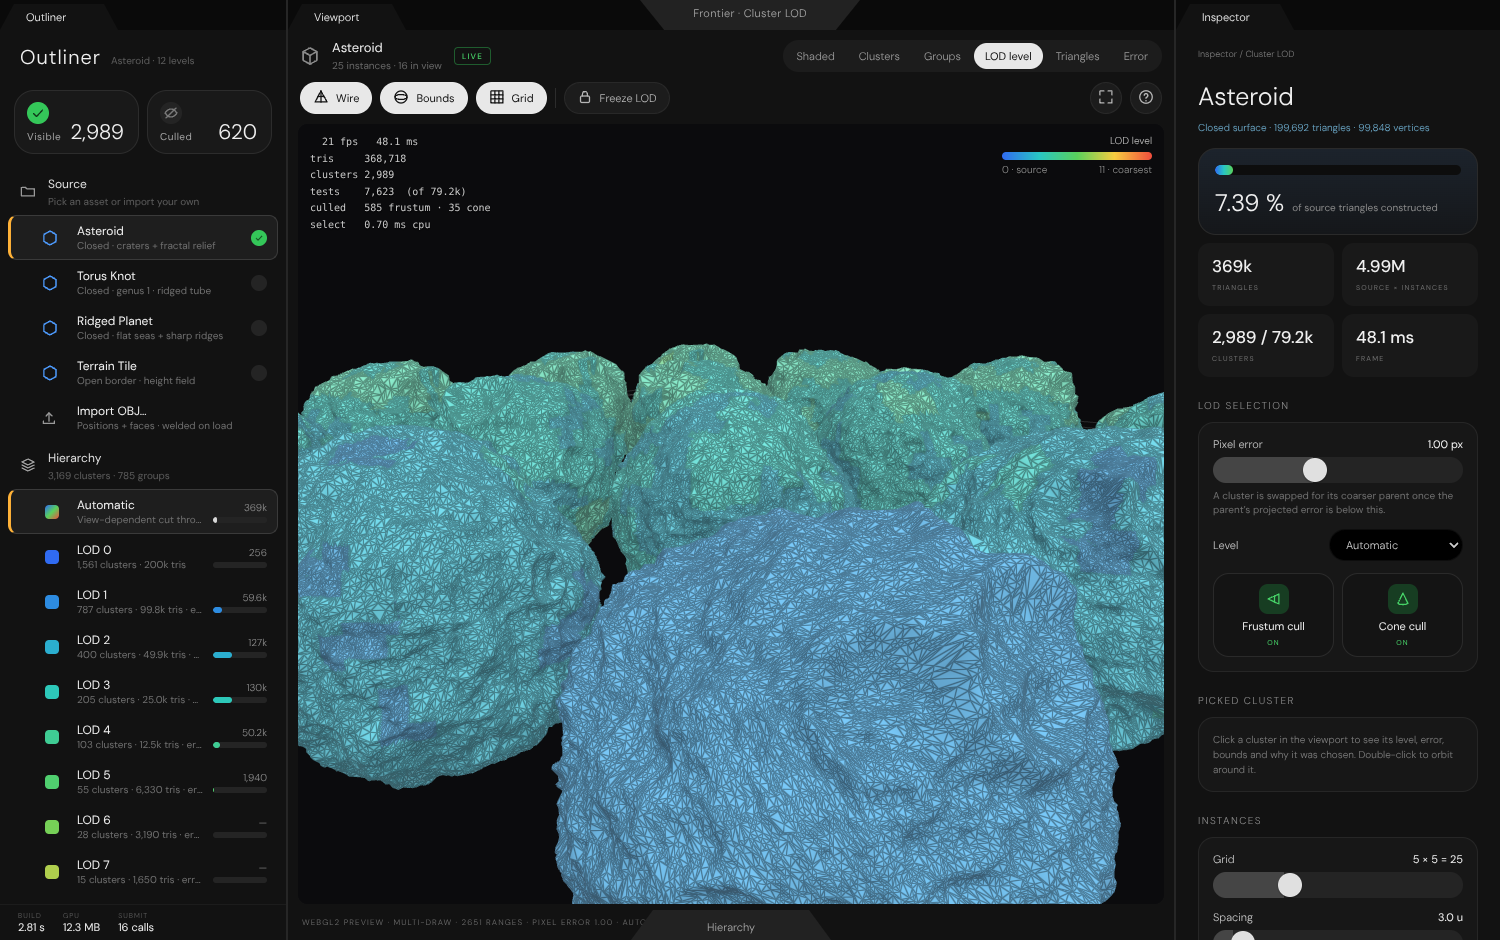 Outliner
Viewport
Frontier · Cluster LOD
Inspector
Outliner Asteroid · 12 levels
Visible 2,989
Culled 620
Source
Pick an asset or import your own
Asteroid
Closed · craters + fractal relief
Torus Knot
Closed · genus 1 · ridged tube
Ridged Planet
Closed · flat seas + sharp ridges
Terrain Tile
Open border · height field
Import OBJ...
Positions + faces · welded on load
Hierarchy
3,169 clusters · 785 groups
Automatic 369k
View-dependent cut thro...
LOD 0 256
1,561 clusters · 200k tris
LOD 1 59.6k
787 clusters · 99.8k tris · e...
LOD 2 127k
400 clusters · 49.9k tris · ...
LOD 3 130k
205 clusters · 25.0k tris · ...
LOD 4 50.2k
103 clusters · 12.5k tris · er...
LOD 5 1,940
55 clusters · 6,330 tris · er...
LOD 6 —
28 clusters · 3,190 tris · er...
LOD 7 —
15 clusters · 1,650 tris · err...
BUILD GPU SUBMIT
2.81 s 12.3 MB 16 calls
Asteroid
25 instances · 16 in view
LIVE
Shaded Clusters Groups LOD level Triangles Error
Wire Bounds Grid Freeze LOD
21 fps 48.1 ms
tris 368,718
clusters 2,989
tests 7,623 (of 79.2k)
culled 585 frustum · 35 cone
select 0.70 ms cpu
LOD level
0 · source 11 · coarsest
WEBGL2 PREVIEW · MULTI-DRAW · 2651 RANGES · PIXEL ERROR 1.00 · AUTO
Hierarchy
Inspector / Cluster LOD
Asteroid
Closed surface · 199,692 triangles · 99,848 vertices
7.39 % of source triangles constructed
369k
TRIANGLES
4.99M
SOURCE × INSTANCES
2,989 / 79.2k
CLUSTERS
48.1 ms
FRAME
LOD SELECTION
Pixel error 1.00 px
A cluster is swapped for its coarser parent once the
parent's projected error is below this.
Level Automatic
Frustum cull
ON
Cone cull
ON
PICKED CLUSTER
Click a cluster in the viewport to see its level, error,
bounds and why it was chosen. Double-click to orbit
around it.
INSTANCES
Grid 5 × 5 = 25
Spacing 3.0 u